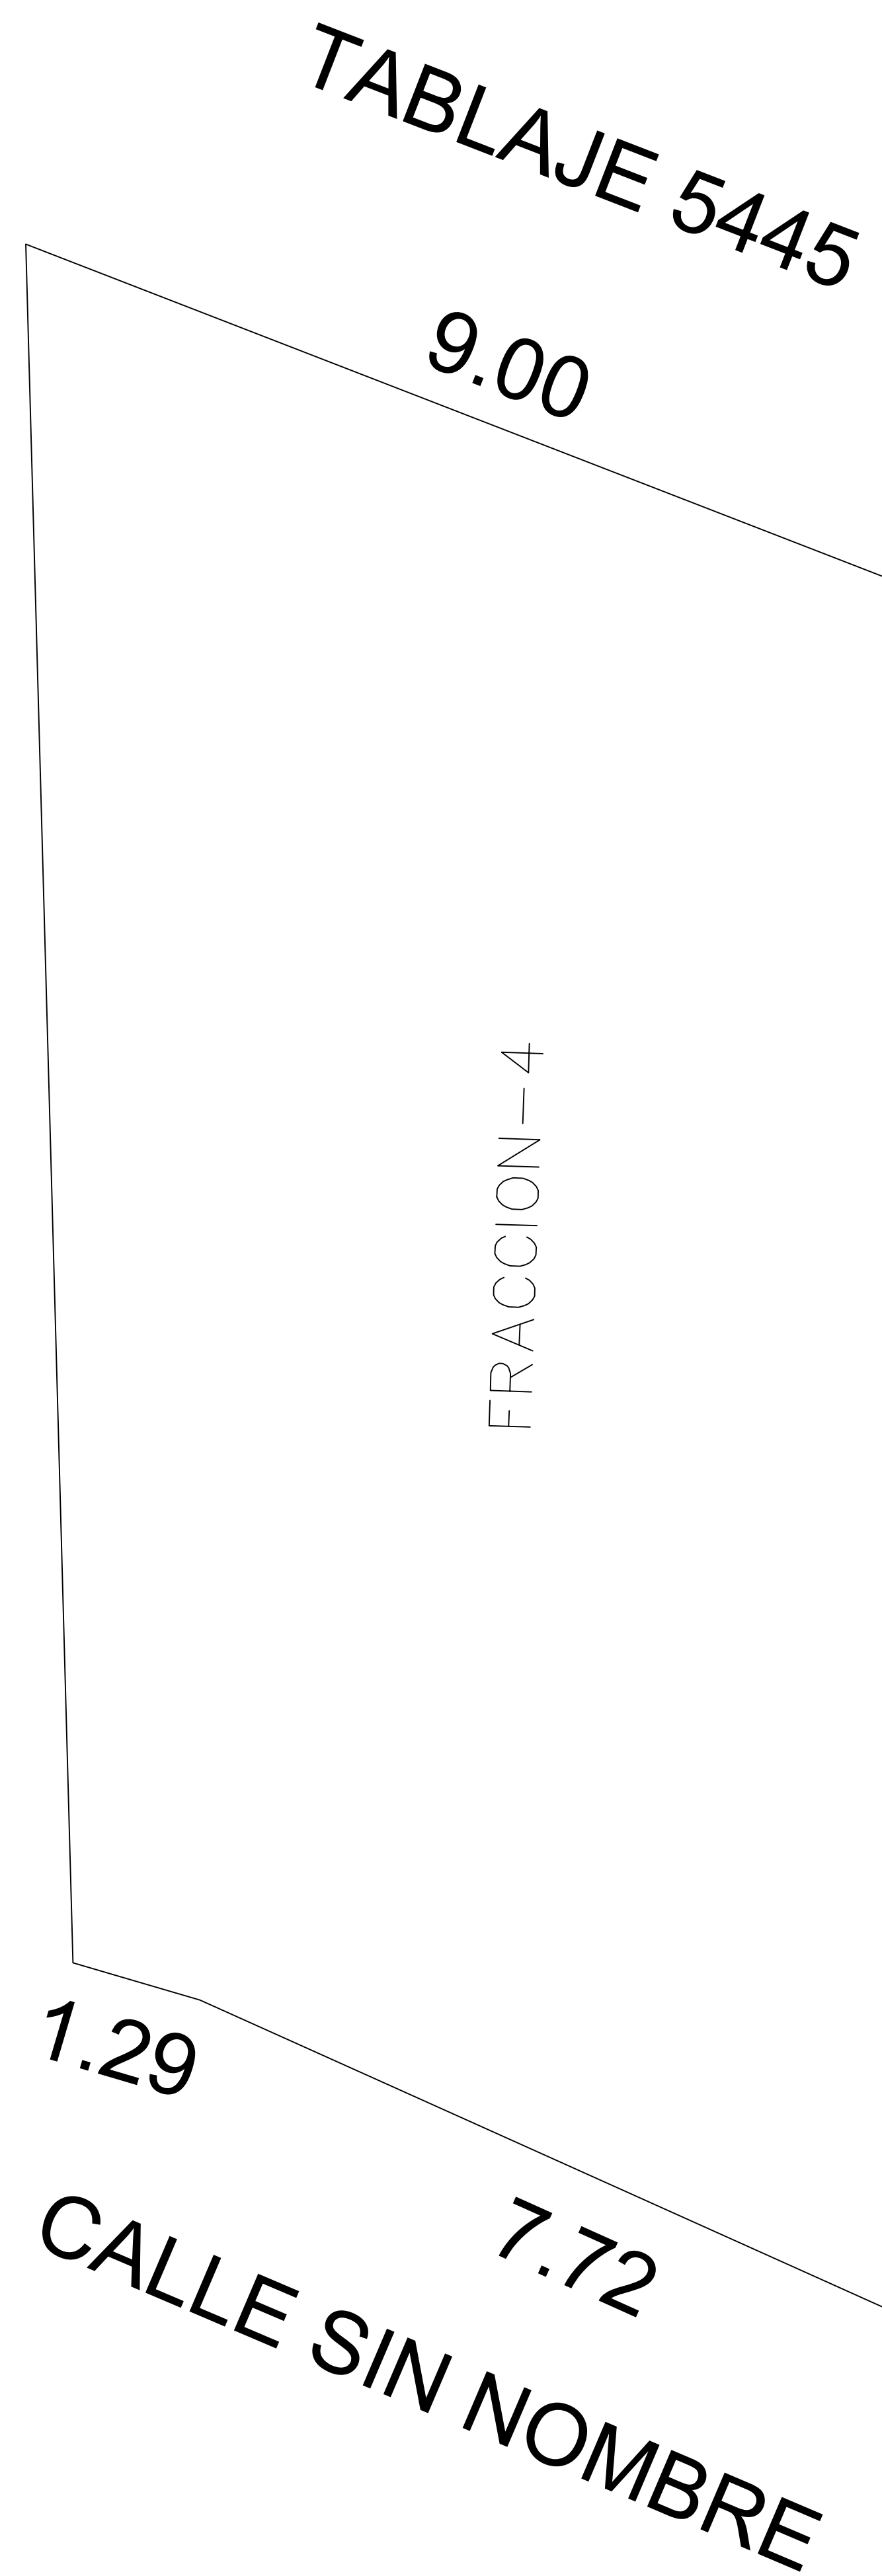 TABLAJE 5445
9.00
FRACCION-4
1.29
7.72
CALLE SIN NOMBRE